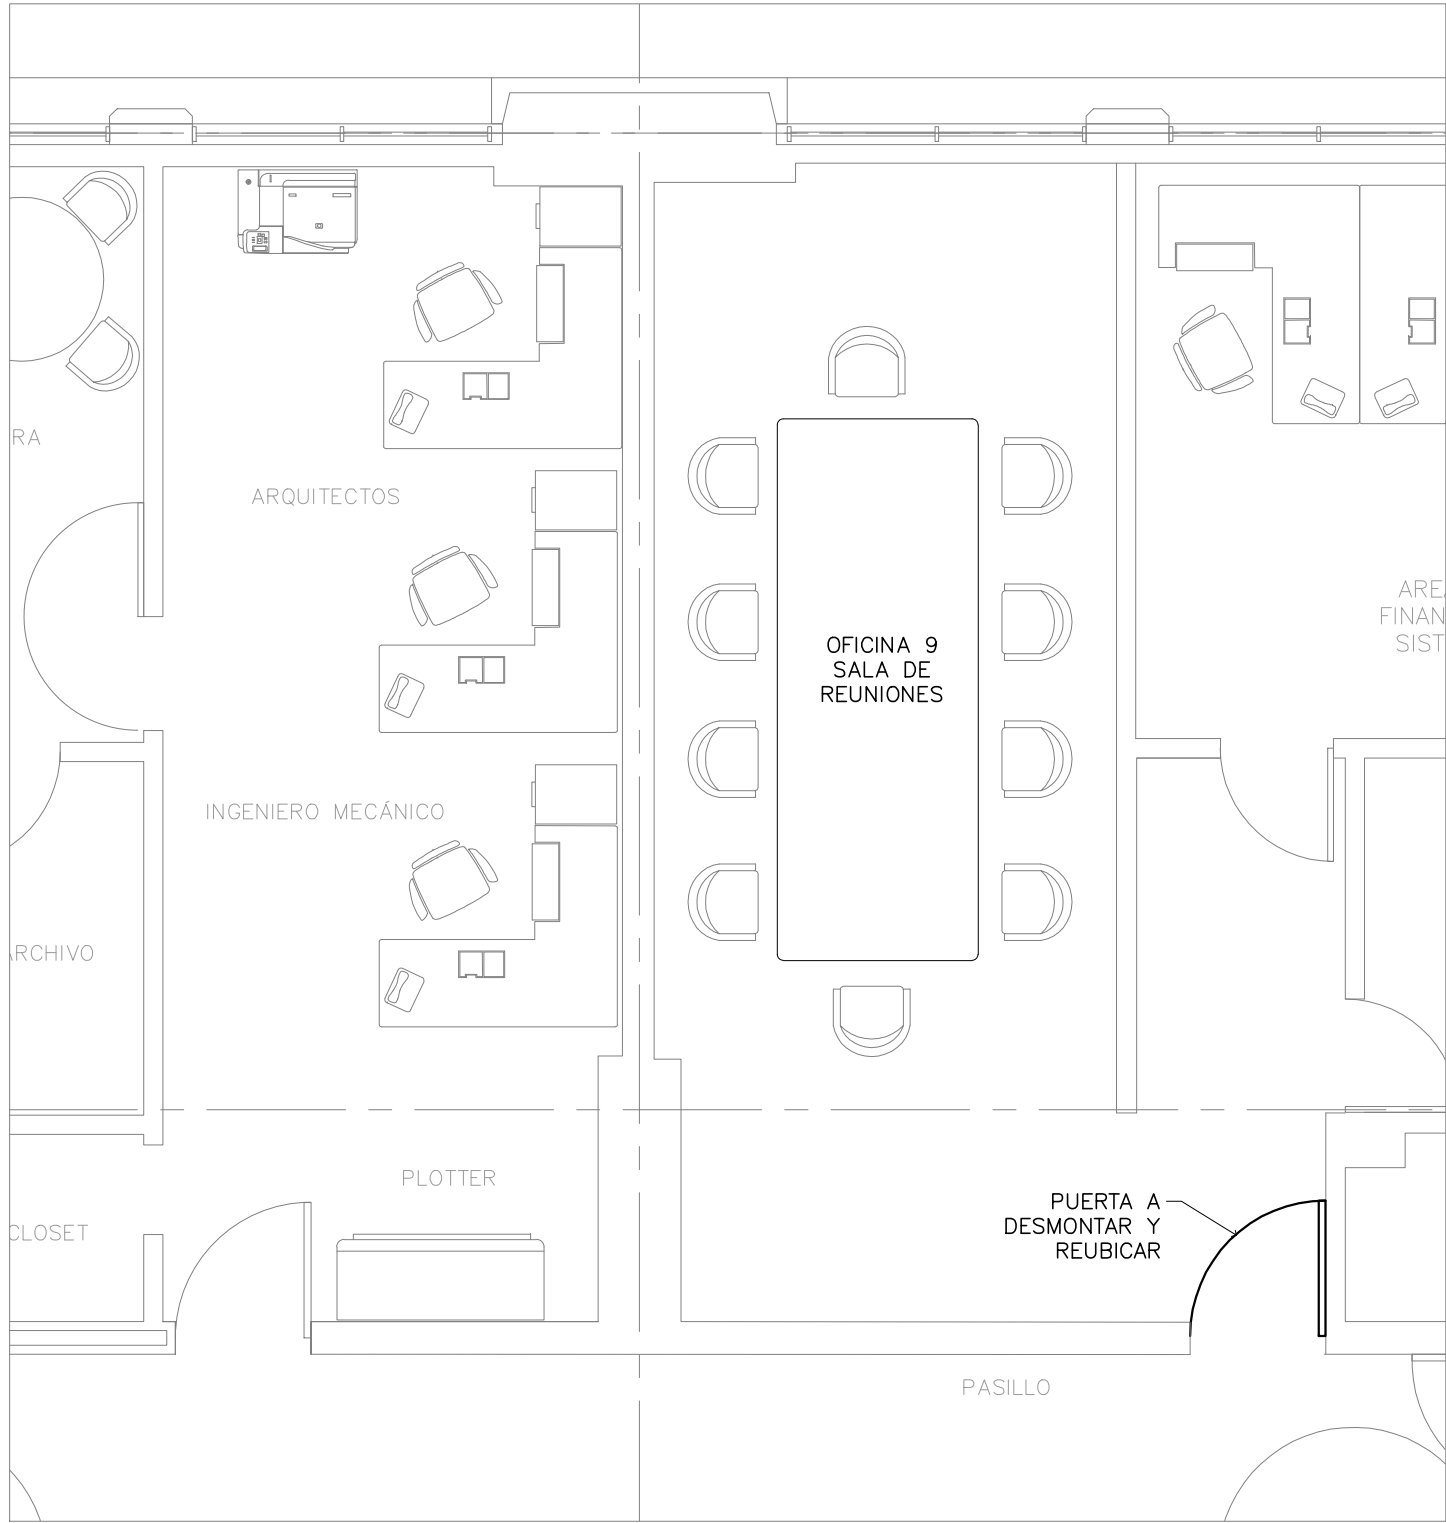 RA
ARQUITECTOS
AREA
FINAN
SIST
OFICINA 9
SALA DE
REUNIONES
INGENIERO MECÁNICO
ARCHIVO
PLOTTER
CLOSET
PUERTA A
DESMONTAR Y
REUBICAR
PASILLO